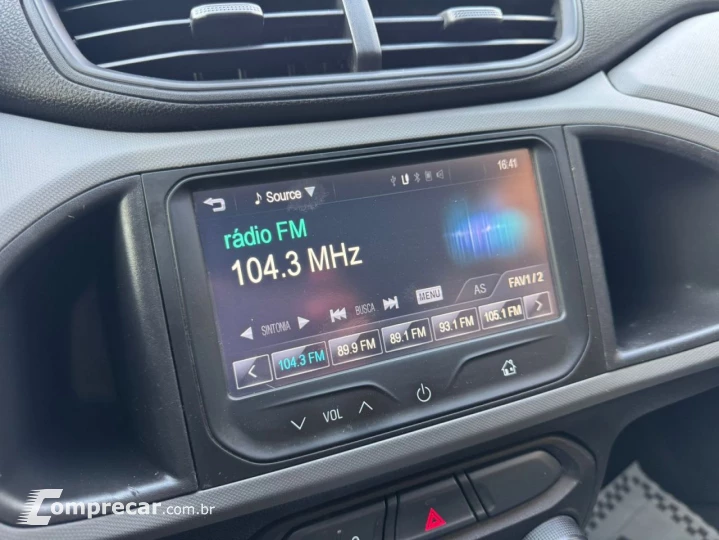 ♪ Source ▼
16:41
rádio FM
104.3 MHz
SINTONIA
BUSCA
MENU
AS
FAV1/2
104.3 FM
89.9 FM
89.1 FM
93.1 FM
105.1 FM
VOL
Comprecar.com.br